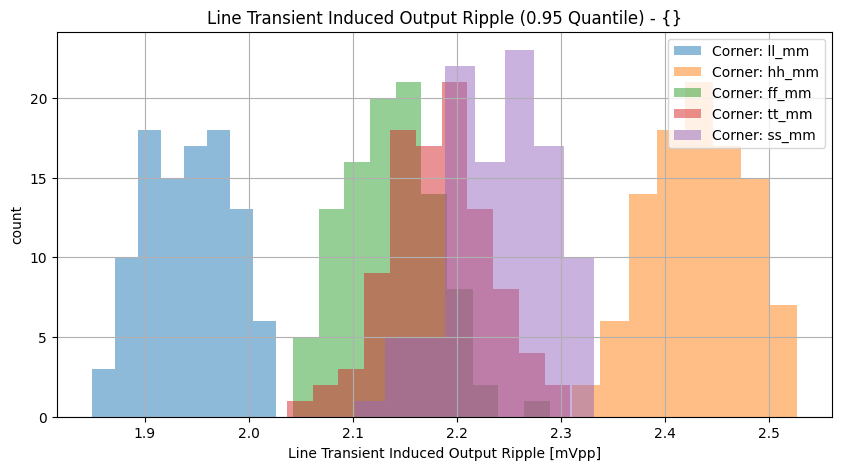 Line Transient Induced Output Ripple (0.95 Quantile) - {}
Corner: ll_mm
Corner: hh_mm
Corner: ff_mm
Corner: tt_mm
Corner: ss_mm
count
20
15
10
5
0
1.9 2.0 2.1 2.2 2.3 2.4 2.5
Line Transient Induced Output Ripple [mVpp]